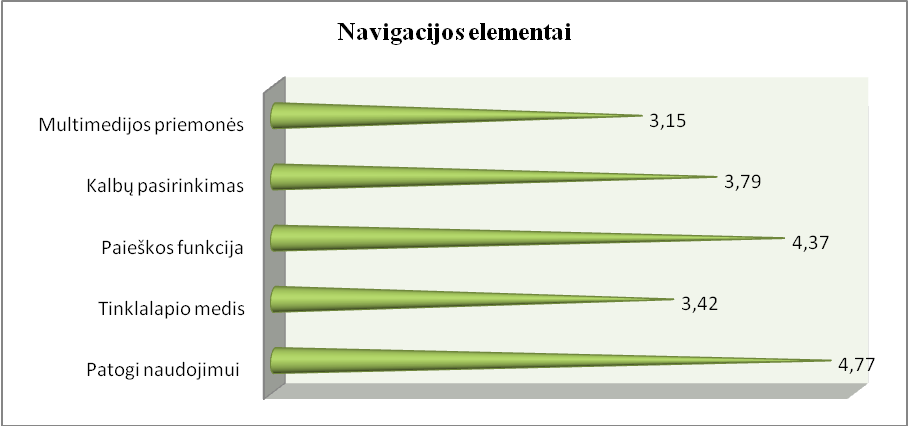 Navigacijos elementai
Multimedijos priemonės 3,15
Kalbų pasirinkimas 3,79
Paieškos funkcija 4,37
Tinklalapio medis 3,42
Patogi naudojimui 4,77